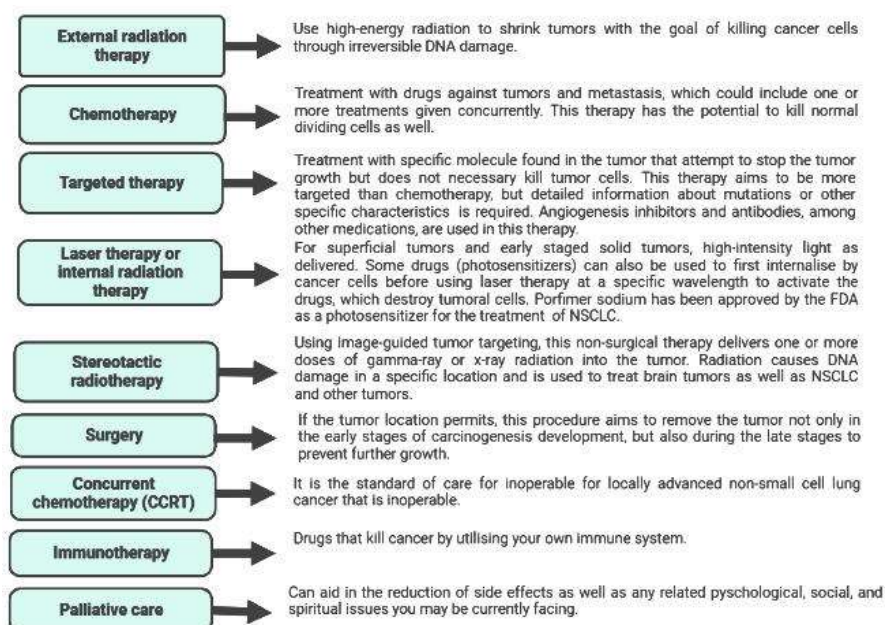 External radiation
therapy
Use high-energy radiation to shrink tumors with the goal of killing cancer cells
through irreversible DNA damage.
Chemotherapy
Treatment with drugs against tumors and metastasis, which could include one or
more treatments given concurrently. This therapy has the potential to kill normal
dividing cells as well.
Targeted therapy
Treatment with specific molecule found in the tumor that attempt to stop the tumor
growth but does not necessary kill tumor cells. This therapy aims to be more
targeted than chemotherapy, but detailed information about mutations or other
specific characteristics is required. Angiogenesis inhibitors and antibodies, among
other medications, are used in this therapy.
Laser therapy or
internal radiation
therapy
For superficial tumors and early staged solid tumors, high-intensity light as
delivered. Some drugs (photosensitizers) can also be used to first internalise by
cancer cells before using laser therapy at a specific wavelength to activate the
drugs, which destroy tumoral cells. Porfimer sodium has been approved by the FDA
as a photosensitizer for the treatment of NSCLC.
Stereotactic
radiotherapy
Using image-guided tumor targeting, this non-surgical therapy delivers one or more
doses of gamma-ray or x-ray radiation into the tumor. Radiation causes DNA
damage in a specific location and is used to treat brain tumors as well as NSCLC
and other tumors.
Surgery
If the tumor location permits, this procedure aims to remove the tumor not only in
the early stages of carcinogenesis development, but also during the late stages to
prevent further growth.
Concurrent
chemotherapy (CCRT)
It is the standard of care for inoperable for locally advanced non-small cell lung
cancer that is inoperable.
Immunotherapy
Drugs that kill cancer by utilising your own immune system.
Palliative care
Can aid in the reduction of side effects as well as any related pyschological, social, and
spiritual issues you may be currently facing.